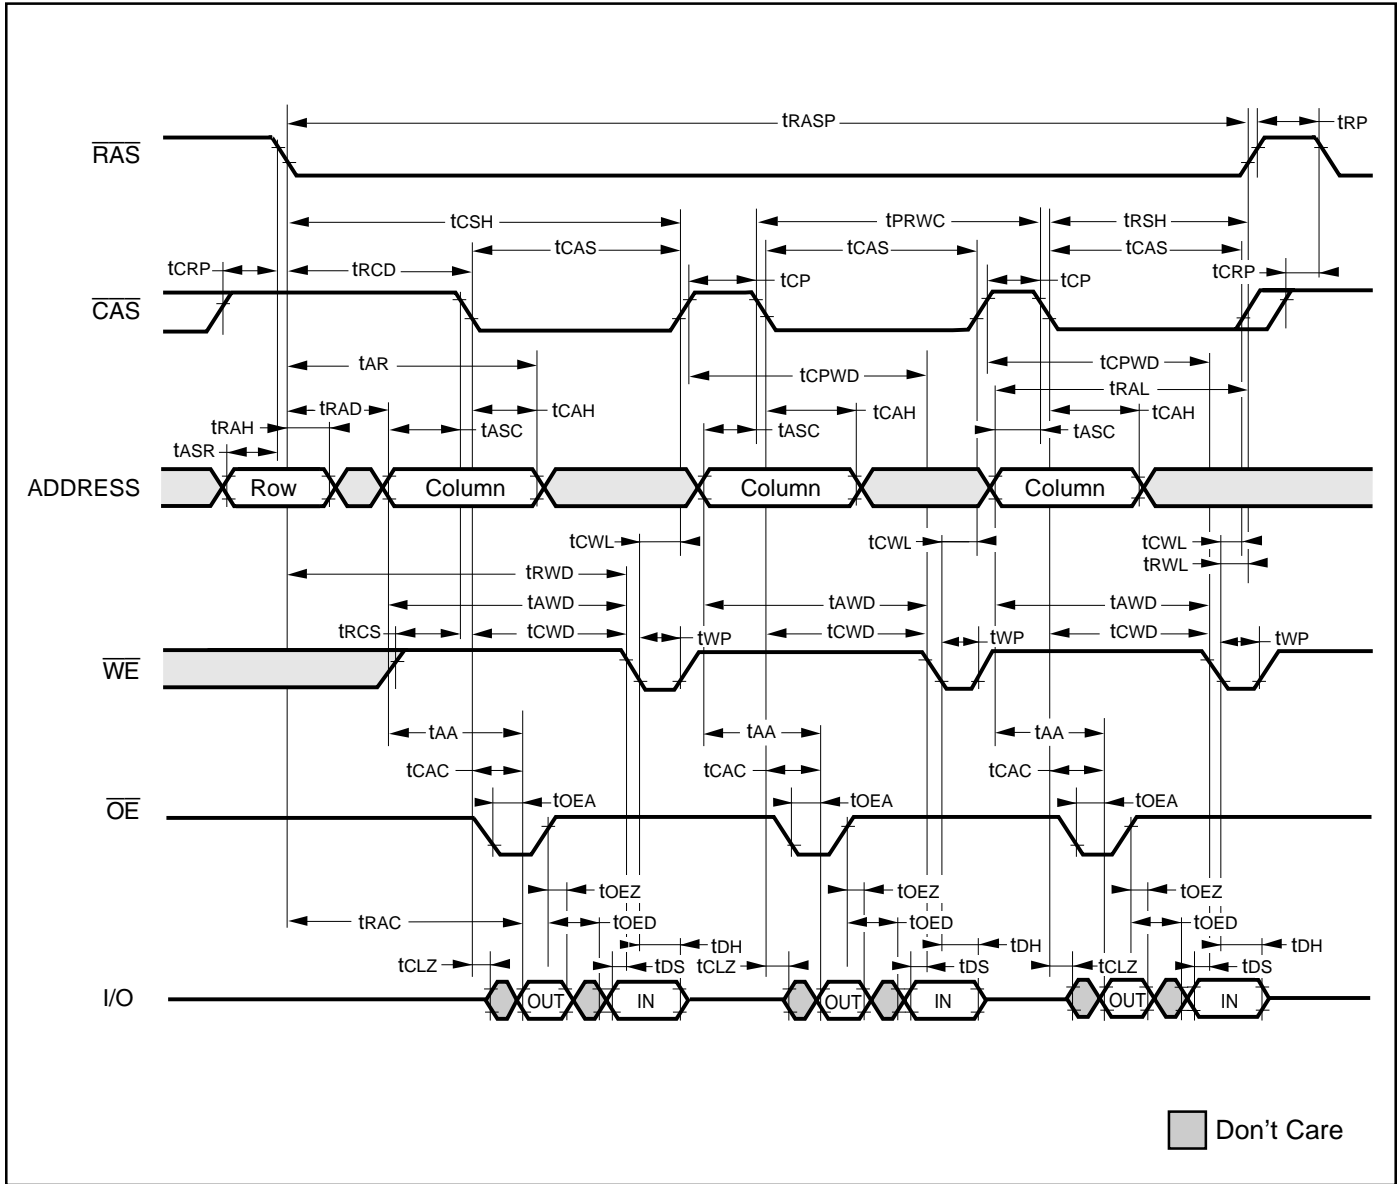 tRASP tRP
RAS
tCSH tPRWC tRSH
tCAS tCAS tCAS
tCRP tRCD tCP tCP tCRP
CAS
tAR tCPWD tCPWD
tRAL
tRAD tCAH tCAH tCAH
tRAH tASC tASC tASC
tASR
ADDRESS Row Column Column Column
tCWL tCWL tCWL
tRWD tRWL
tAWD tAWD tAWD
tRCS tCWD tWP tCWD tWP tCWD tWP
WE
tAA tAA tAA
tCAC tCAC tCAC
OE tOEA tOEA tOEA
tOEZ tOEZ tOEZ
tRAC tOED tOED tOED
tDH tDH tDH
tCLZ tDS tCLZ tDS tCLZ tDS
I/O OUT IN OUT IN OUT IN
Don't Care